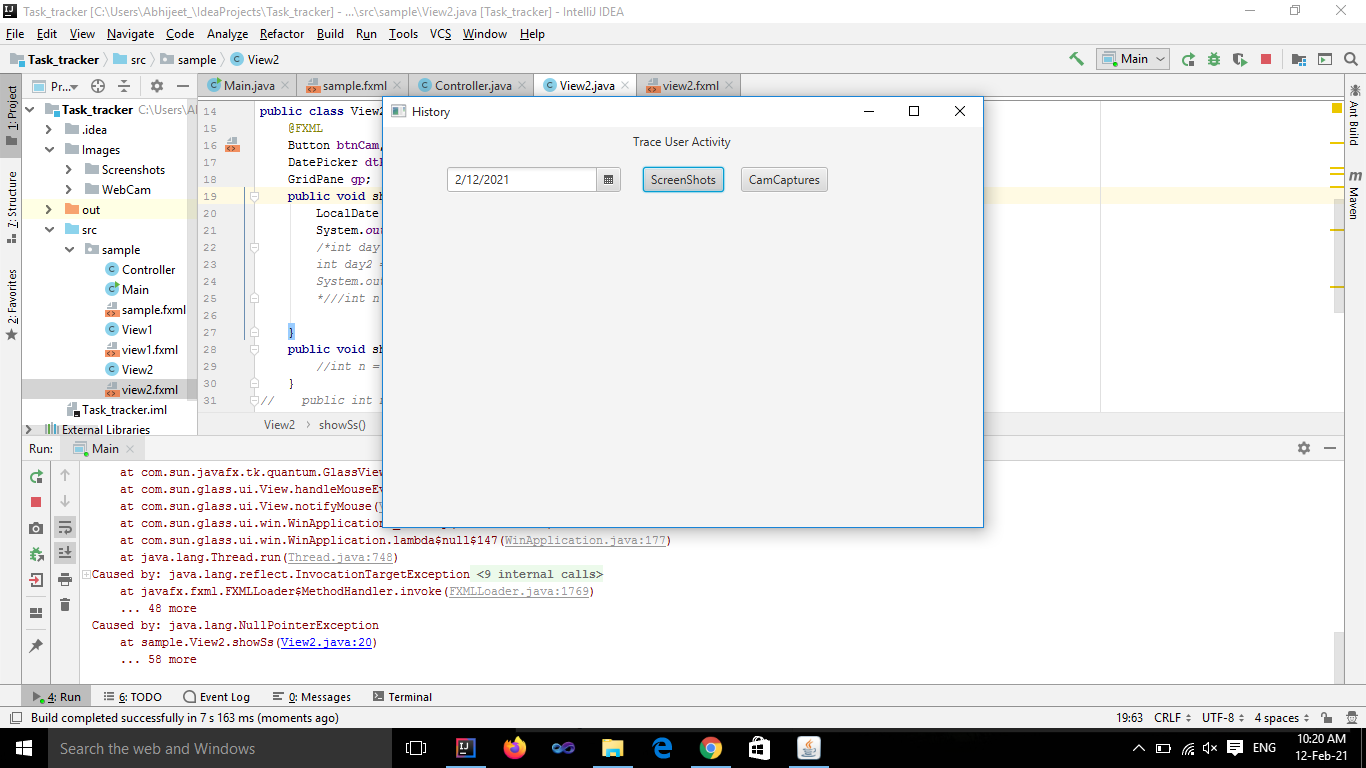 Task_tracker [C:\Users\Abhijeet_\IdeaProjects\Task_tracker] - ...\src\sample\View2.java [Task_tracker] - IntelliJ IDEA
File Edit View Navigate Code Analyze Refactor Build Run Tools VCS Window Help
Task_tracker src sample View2 Main
1: Project
7: Structure
2: Favorites
Pr...
Main.java sample.fxml Controller.java View2.java view2.fxml
Task_tracker C:\Users\
.idea
Images
Screenshots
WebCam
out
src
sample
Controller
Main
sample.fxml
View1
view1.fxml
View2
view2.fxml
Task_tracker.iml
External Libraries
14 public class View2
15 @FXML
16 Button btnCam,
17 DatePicker
18 GridPane gp;
19 public void
20 LocalDate
21
22 /*int day
23 int day2 =
24
25 *///int n
26
27 }
28 public void
29 //int n =
30 }
31 // public int
View2 showSs()
History
Trace User Activity
2/12/2021 ScreenShots CamCaptures
Ant Build
Maven
Run: Main
at com.sun.javafx.tk.quantum.
at com.sun.glass.ui.View.
at com.sun.glass.ui.View.notifyMouse(
at com.sun.glass.ui.win.WinApplication.
at com.sun.glass.ui.win.WinApplication.lambda$null$147(WinApplication.java:177)
at java.lang.Thread.run(Thread.java:748)
Caused by: java.lang.reflect.InvocationTargetException <9 internal calls>
at javafx.fxml.FXMLLoader$MethodHandler.invoke(FXMLLoader.java:1769)
... 48 more
Caused by: java.lang.NullPointerException
at sample.View2.showSs(View2.java:20)
... 58 more
4: Run 6: TODO Event Log 0: Messages Terminal
Build completed successfully in 7 s 163 ms (moments ago) 19:63 CRLF UTF-8 4 spaces
Search the web and Windows
ENG
10:20 AM
12-Feb-21